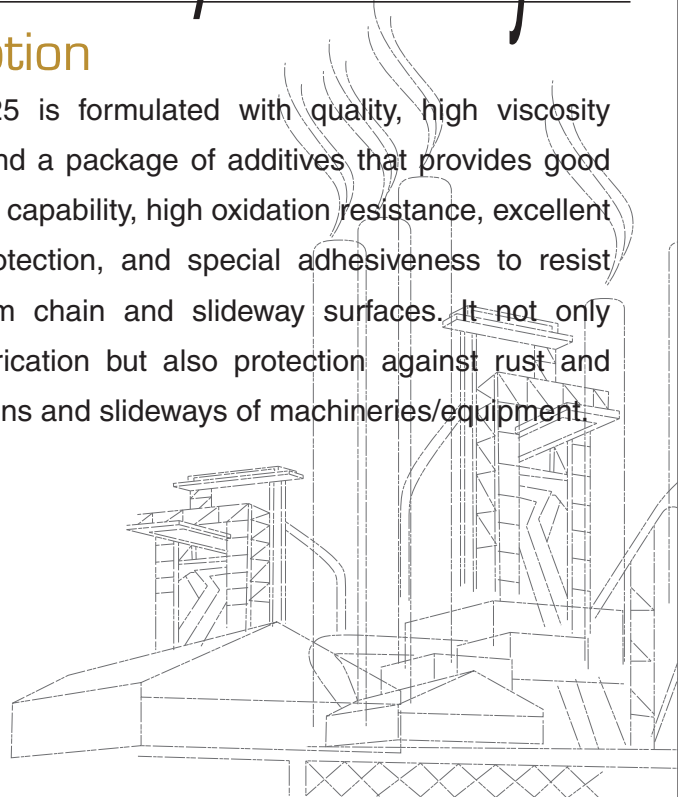 otion
25 is formulated with quality, high viscosity
nd a package of additives that provides good
capability, high oxidation resistance, excellent
otection, and special adhesiveness to resist
m chain and slideway surfaces. It not only
rication but also protection against rust and
ns and slideways of machineries/equipment.